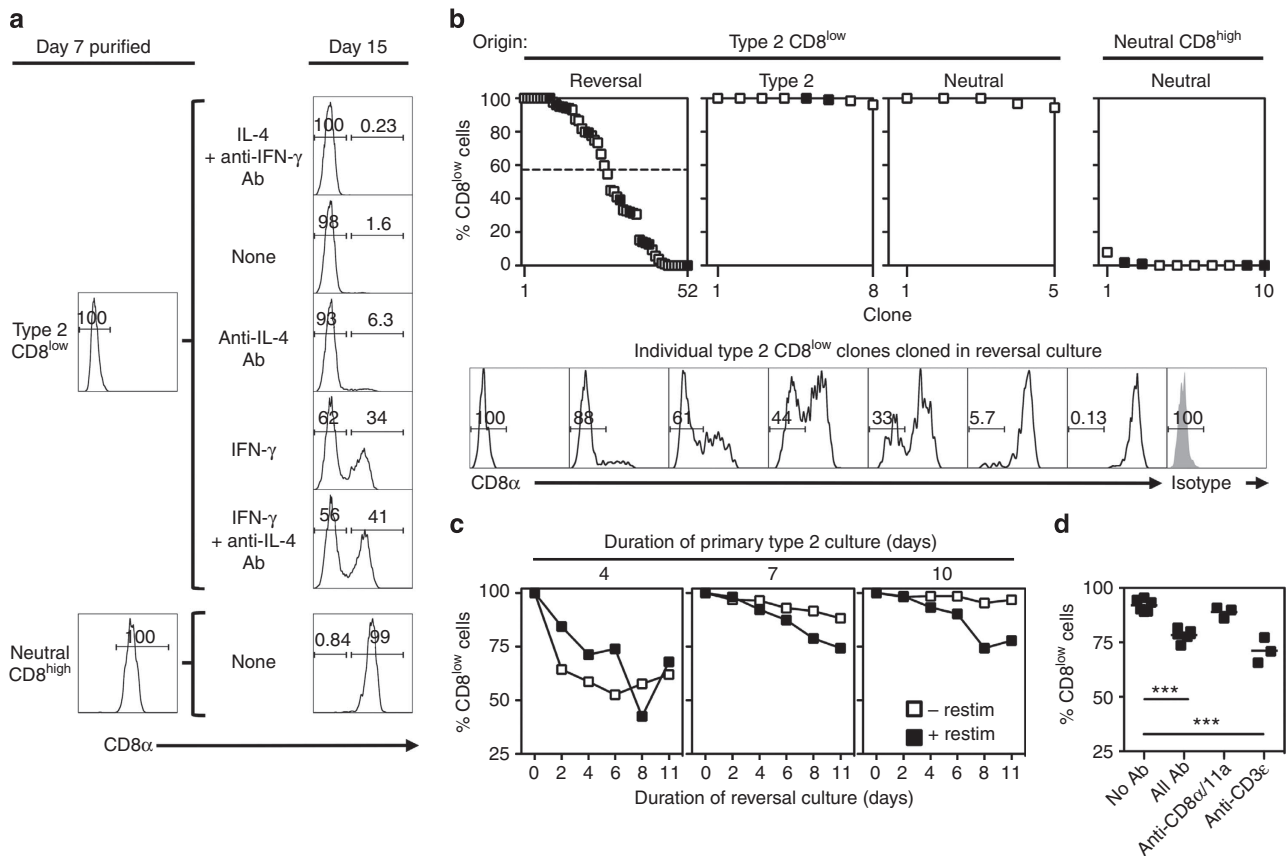 a
Day 7 purified
Day 15
IL-4
+ anti-IFN-γ
Ab
100 0.23
None
98 1.6
Type 2
CD8low
100
Anti-IL-4
Ab
93 6.3
IFN-γ
62 34
IFN-γ
+ anti-IL-4
Ab
56 41
Neutral
CD8high
100
None
0.84 99
CD8α
b
Origin: Type 2 CD8low Neutral CD8high
Reversal Type 2 Neutral Neutral
% CD8low cells
100
80
60
40
20
0
1 52 1 8 1 5 1 10
Clone
Individual type 2 CD8low clones cloned in reversal culture
100 88 61 44 33 5.7 0.13 100
CD8α Isotype
c
Duration of primary type 2 culture (days)
4 7 10
% CD8low cells
100
75
50
25
– restim
+ restim
0 2 4 6 8 11 0 2 4 6 8 11 0 2 4 6 8 11
Duration of reversal culture (days)
d
% CD8low cells
100
75
50
25
***
***
No Ab
All Ab
Anti-CD8α/11a
Anti-CD3ε